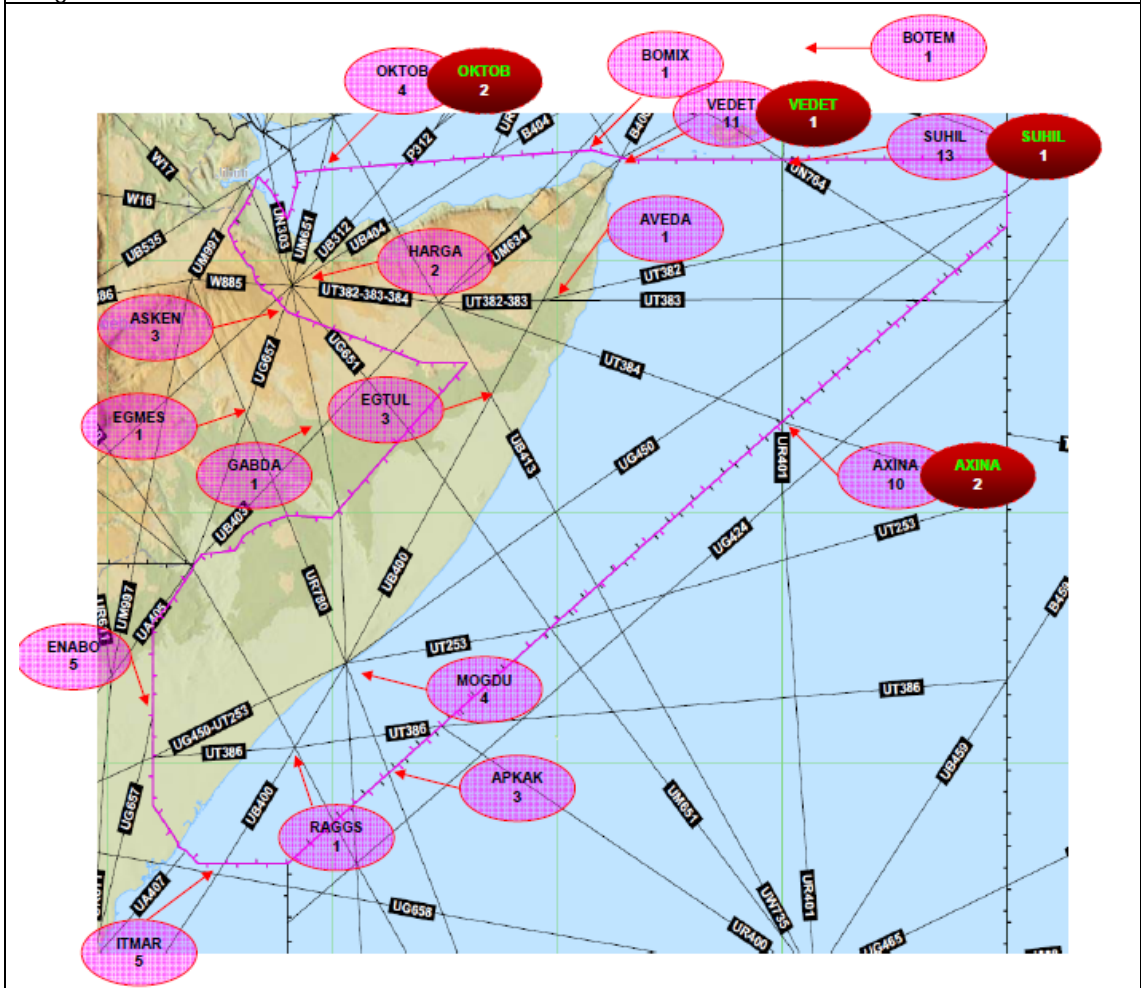 BOTEM
1
BOMIX
1
OKTOB
4
OKTOB
2
VEDET
11
VEDET
1
SUHIL
13
SUHIL
1
P312
B404
W17
UN764
W16
UN303
UM651
UB312
UB404
UB535
UM997
HARGA
2
UM634
AVEDA
1
UT382
W885
UT382-383-384
UT382-383
UT383
ASKEN
3
UG657
UG651
UT384
EGTUL
3
EGMES
1
GABDA
1
UB413
UG450
UR401
AXINA
10
AXINA
2
UB403
UG424
UT253
UB400
UR780
UM997
UA405
B459
ENABO
5
UT253
MOGDU
4
UT386
UG450-UT253
UT386
UT386
UB459
APKAK
3
UG657
UB400
RAGGS
1
UM651
UA407
UG658
UW735
UR401
UR400
UG465
ITMAR
5